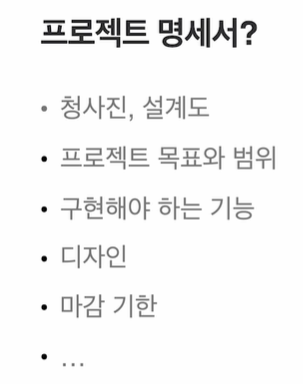 프로젝트 명세서?
• 청사진, 설계도
• 프로젝트 목표와 범위
• 구현해야 하는 기능
• 디자인
• 마감 기한
• ...